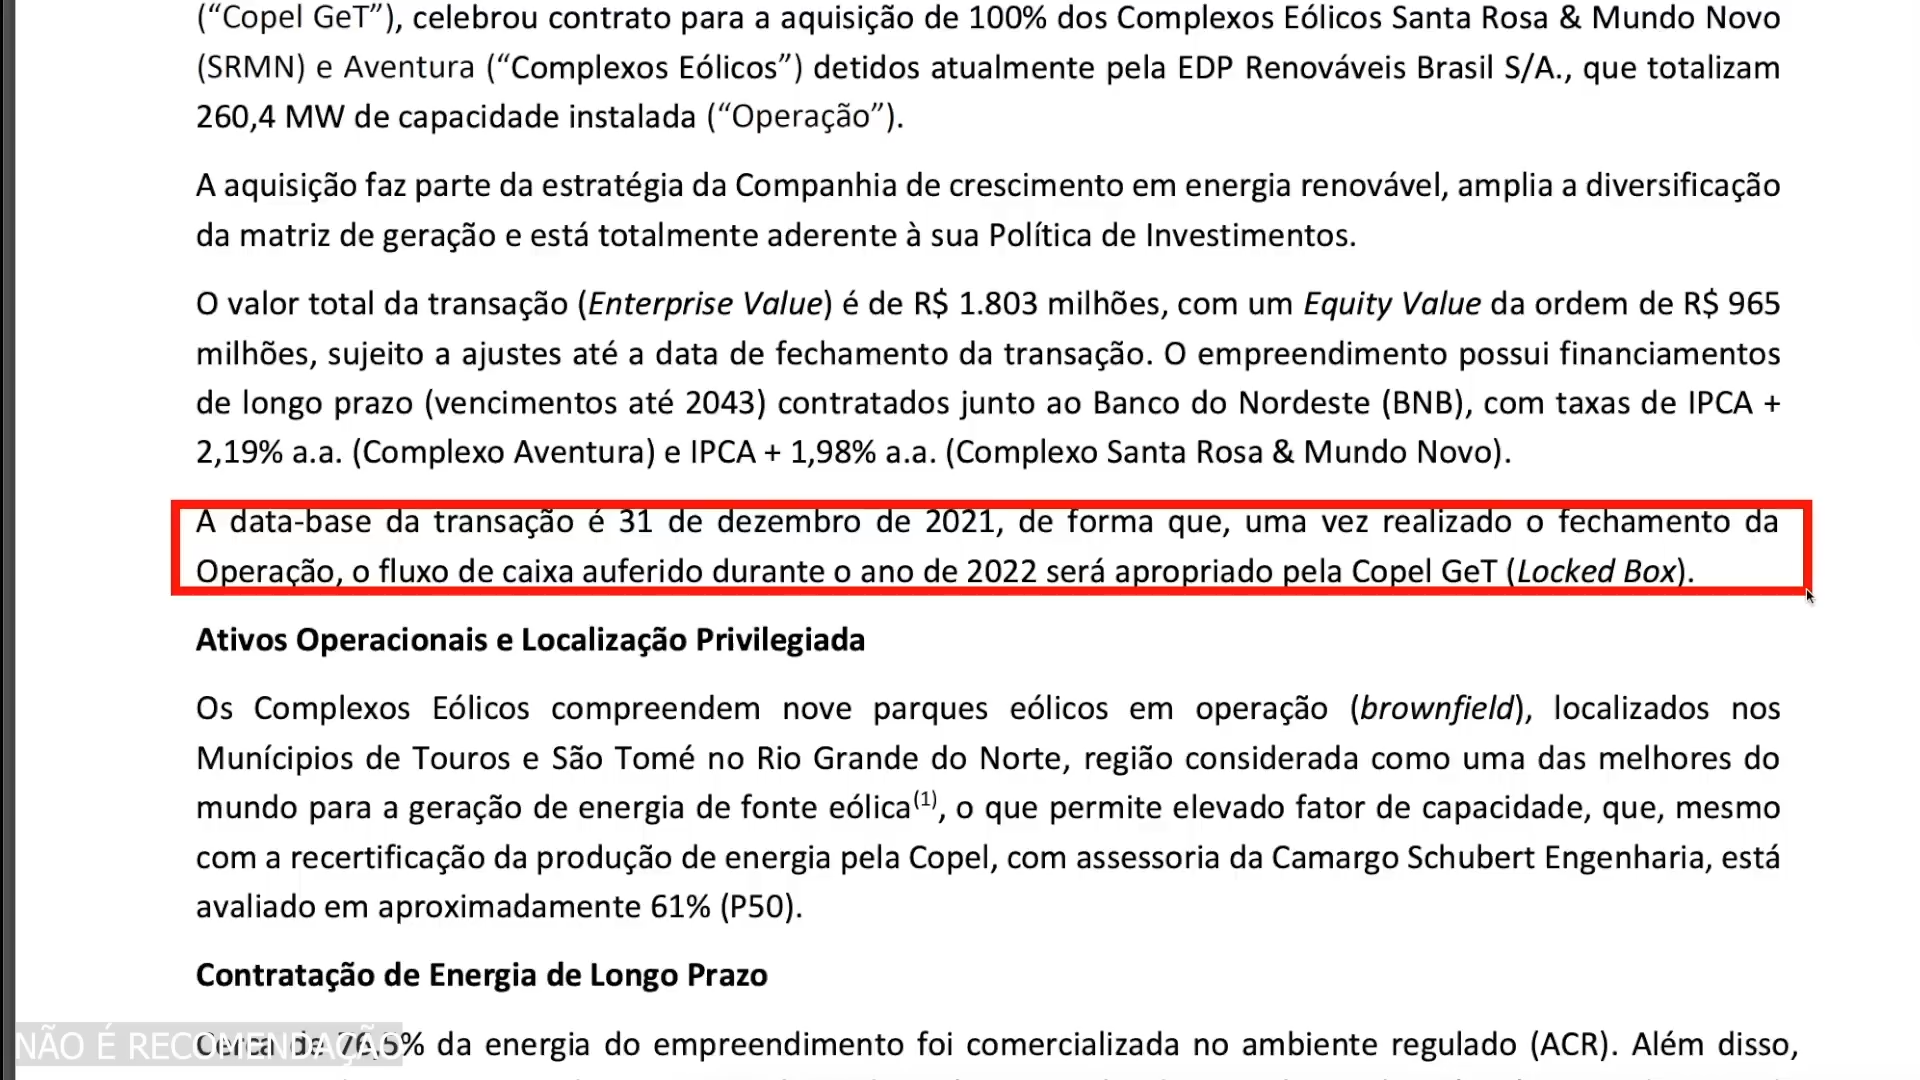 (“Copel GeT”), celebrou contrato para a aquisição de 100% dos Complexos Eólicos Santa Rosa & Mundo Novo
(SRMN) e Aventura (“Complexos Eólicos”) detidos atualmente pela EDP Renováveis Brasil S/A., que totalizam
260,4 MW de capacidade instalada (“Operação”).
A aquisição faz parte da estratégia da Companhia de crescimento em energia renovável, amplia a diversificação
da matriz de geração e está totalmente aderente à sua Política de Investimentos.
O valor total da transação (Enterprise Value) é de R$ 1.803 milhões, com um Equity Value da ordem de R$ 965
milhões, sujeito a ajustes até a data de fechamento da transação. O empreendimento possui financiamentos
de longo prazo (vencimentos até 2043) contratados junto ao Banco do Nordeste (BNB), com taxas de IPCA +
2,19% a.a. (Complexo Aventura) e IPCA + 1,98% a.a. (Complexo Santa Rosa & Mundo Novo).
A data-base da transação é 31 de dezembro de 2021, de forma que, uma vez realizado o fechamento da
Operação, o fluxo de caixa auferido durante o ano de 2022 será apropriado pela Copel GeT (Locked Box).
Ativos Operacionais e Localização Privilegiada
Os Complexos Eólicos compreendem nove parques eólicos em operação (brownfield), localizados nos
Munícipios de Touros e São Tomé no Rio Grande do Norte, região considerada como uma das melhores do
mundo para a geração de energia de fonte eólica(1), o que permite elevado fator de capacidade, que, mesmo
com a recertificação da produção de energia pela Copel, com assessoria da Camargo Schubert Engenharia, está
avaliado em aproximadamente 61% (P50).
Contratação de Energia de Longo Prazo
Cerca de 76,5% da energia do empreendimento foi comercializada no ambiente regulado (ACR). Além disso,
NÃO É RECOMENDAÇÃO